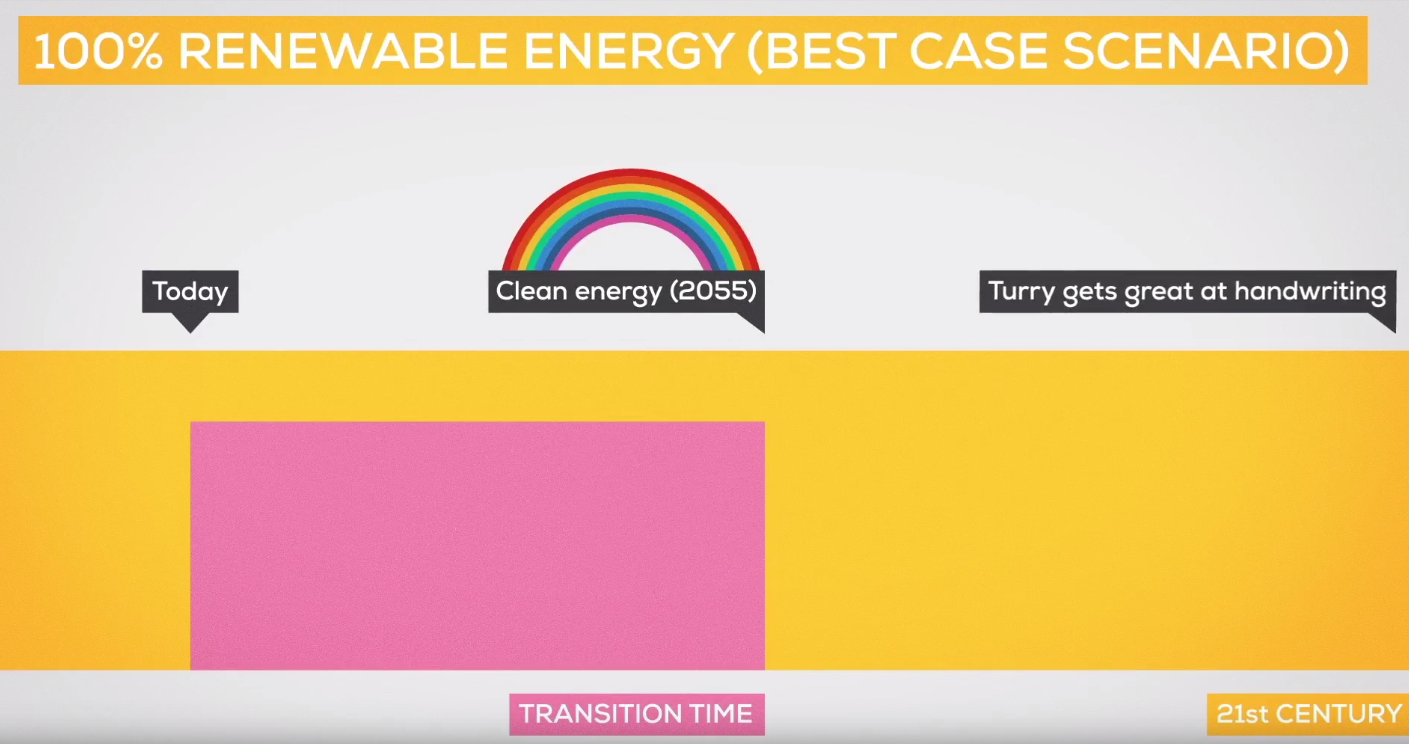 100% RENEWABLE ENERGY (BEST CASE SCENARIO)
Today
Clean energy (2055)
Turry gets great at handwriting
TRANSITION TIME
21st CENTURY